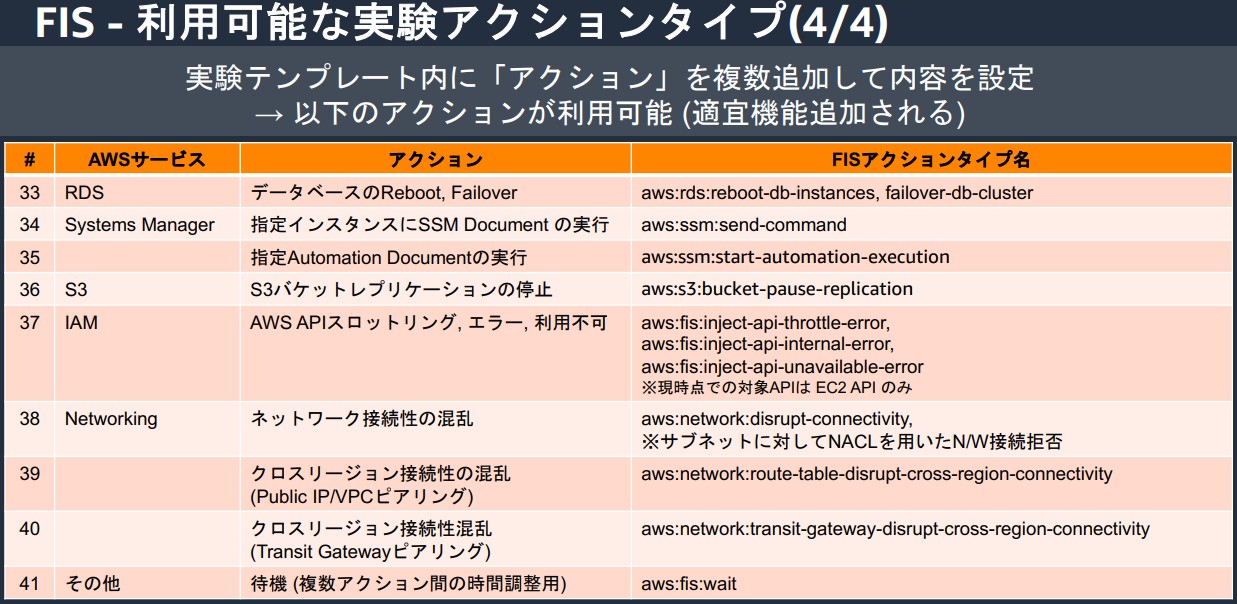 FIS - 利用可能な実験アクションタイプ(4/4)
実験テンプレート内に「アクション」を複数追加して内容を設定
→ 以下のアクションが利用可能 (適宜機能追加される)
# AWSサービス アクション FISアクションタイプ名
33 RDS データベースのReboot, Failover aws:rds:reboot-db-instances, failover-db-cluster
34 Systems Manager 指定インスタンスにSSM Document の実行 aws:ssm:send-command
35 指定Automation Documentの実行 aws:ssm:start-automation-execution
36 S3 S3バケットレプリケーションの停止 aws:s3:bucket-pause-replication
37 IAM AWS APIスロットリング, エラー, 利用不可 aws:fis:inject-api-throttle-error,
aws:fis:inject-api-internal-error,
aws:fis:inject-api-unavailable-error
※現時点での対象APIは EC2 API のみ
38 Networking ネットワーク接続性の混乱 aws:network:disrupt-connectivity,
※サブネットに対してNACLを用いたN/W接続拒否
39 クロスリージョン接続性の混乱 aws:network:route-table-disrupt-cross-region-connectivity
(Public IP/VPCピアリング)
40 クロスリージョン接続性混乱 aws:network:transit-gateway-disrupt-cross-region-connectivity
(Transit Gatewayピアリング)
41 その他 待機 (複数アクション間の時間調整用) aws:fis:wait